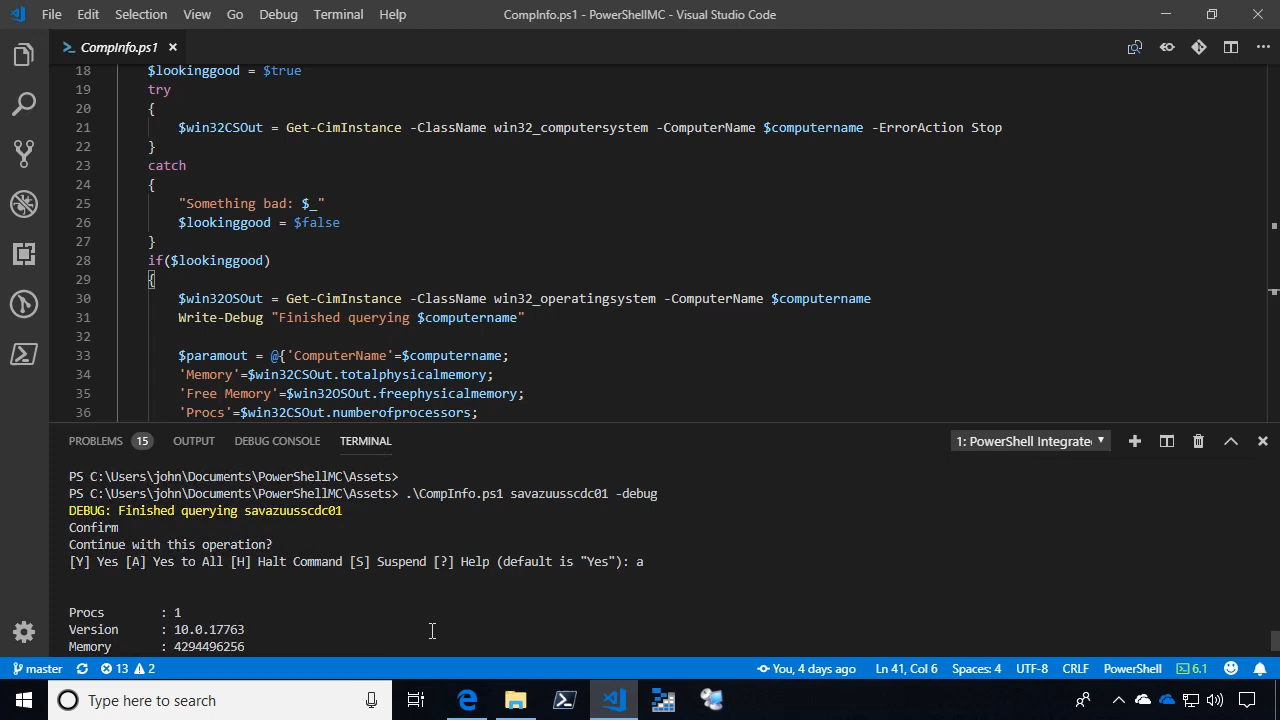 File Edit Selection View Go Debug Terminal Help CompInfo.ps1 - PowerShellMC - Visual Studio Code
CompInfo.ps1
18 $lookinggood = $true
19 try
20 {
21 $win32CSOut = Get-CimInstance -ClassName win32_computersystem -ComputerName $computername -ErrorAction Stop
22 }
23 catch
24 {
25 "Something bad: $_"
26 $lookinggood = $false
27 }
28 if($lookinggood)
29 {
30 $win32OSOut = Get-CimInstance -ClassName win32_operatingsystem -ComputerName $computername
31 Write-Debug "Finished querying $computername"
32
33 $paramout = @{'ComputerName'=$computername;
34 'Memory'=$win32CSOut.totalphysicalmemory;
35 'Free Memory'=$win32OSOut.freephysicalmemory;
36 'Procs'=$win32CSOut.numberofprocessors;
PROBLEMS 15 OUTPUT DEBUG CONSOLE TERMINAL 1: PowerShell Integrate
PS C:\Users\john\Documents\PowerShellMC\Assets>
PS C:\Users\john\Documents\PowerShellMC\Assets> .\CompInfo.ps1 savazuusscdc01 -debug
DEBUG: Finished querying savazuusscdc01
Confirm
Continue with this operation?
[Y] Yes [A] Yes to All [H] Halt Command [S] Suspend [?] Help (default is "Yes"): a
Procs : 1
Version : 10.0.17763
Memory : 4294496256
master 13 2 You, 4 days ago Ln 41, Col 6 Spaces: 4 UTF-8 CRLF PowerShell 6.1
Type here to search